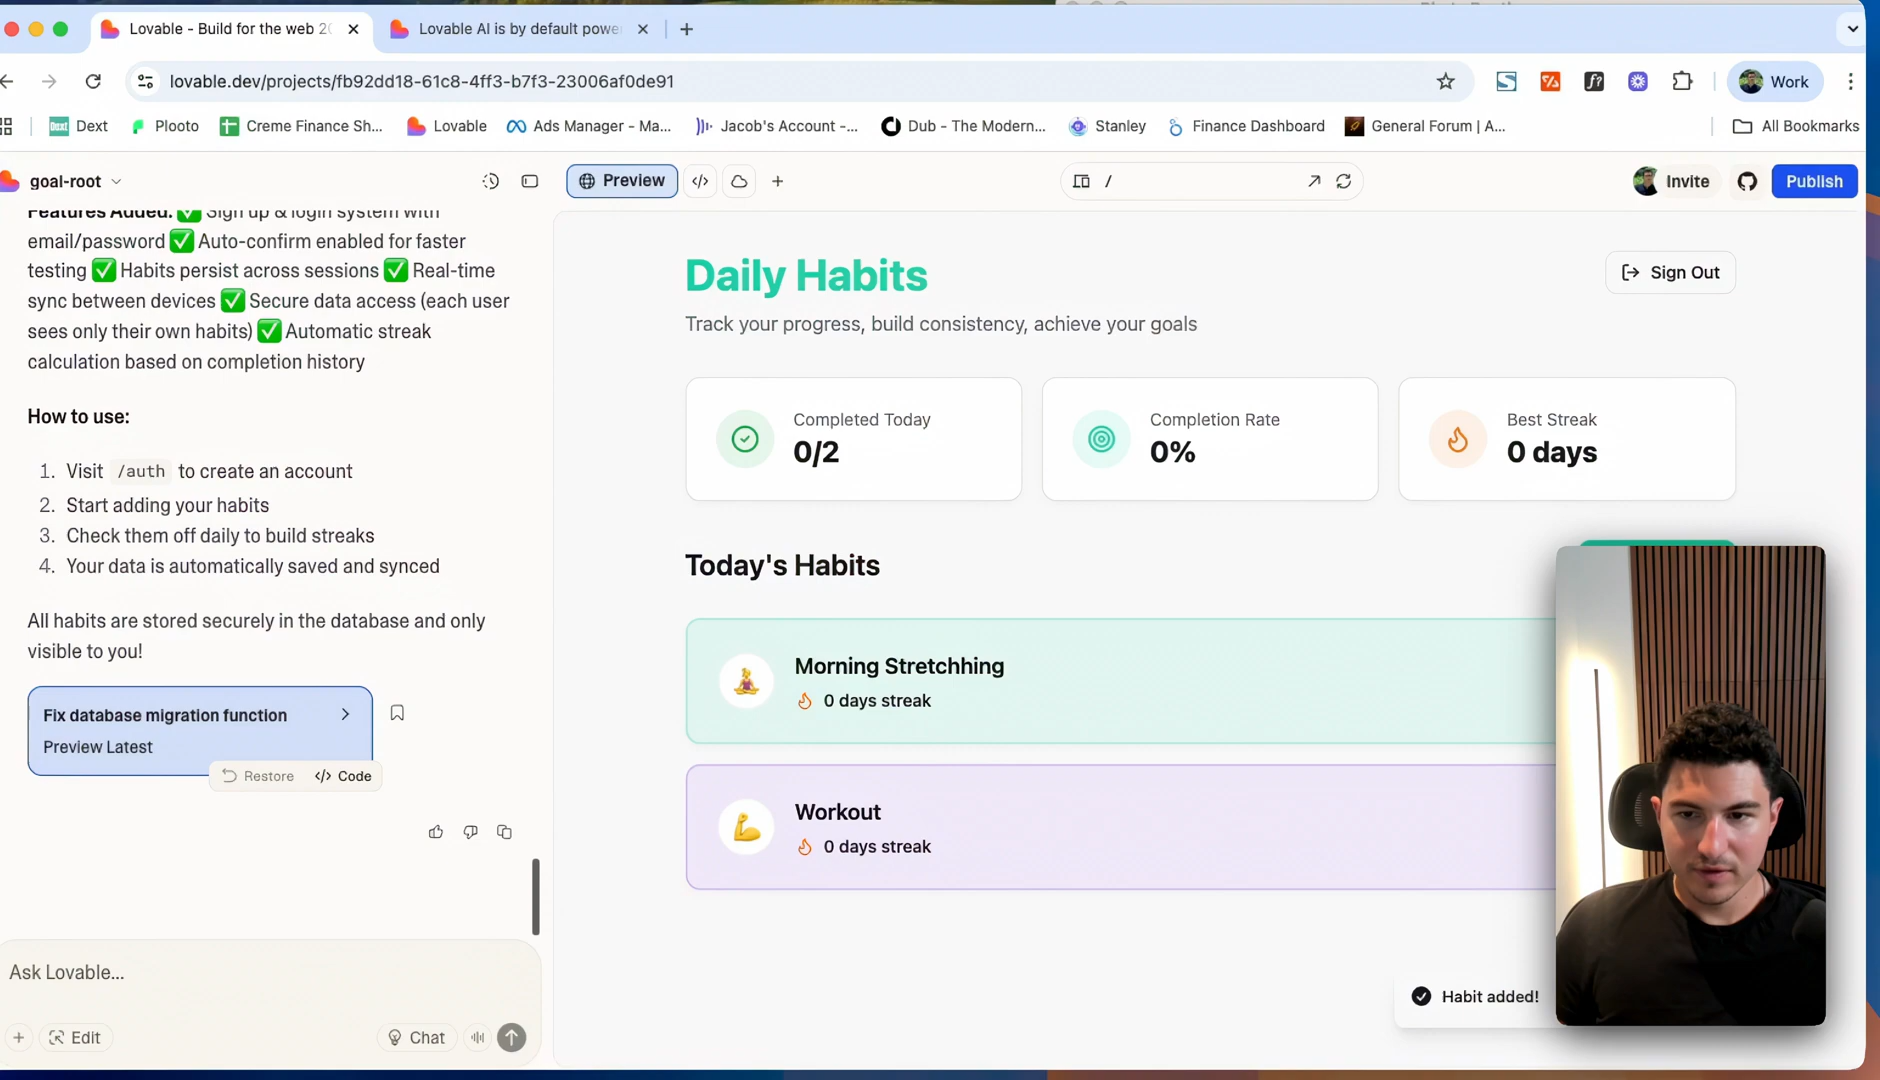 Lovable - Build for the web 20
Lovable AI is by default power
lovable.dev/projects/fb92dd18-61c8-4ff3-b7f3-23006af0de91
Work
Dext
Plooto
Creme Finance Sh...
Lovable
Ads Manager - Ma...
Jacob's Account -...
Dub - The Modern...
Stanley
Finance Dashboard
General Forum | A...
All Bookmarks
goal-root
Preview
/
Invite
Publish
Features Added: ✅ Sign up & login system with
email/password ✅ Auto-confirm enabled for faster
testing ✅ Habits persist across sessions ✅ Real-time
sync between devices ✅ Secure data access (each user
sees only their own habits) ✅ Automatic streak
calculation based on completion history
How to use:
1. Visit /auth to create an account
2. Start adding your habits
3. Check them off daily to build streaks
4. Your data is automatically saved and synced
All habits are stored securely in the database and only
visible to you!
Fix database migration function
Preview Latest
Restore
Code
Ask Lovable...
Edit
Chat
Daily Habits
Sign Out
Track your progress, build consistency, achieve your goals
Completed Today
0/2
Completion Rate
0%
Best Streak
0 days
Today's Habits
Morning Stretchhing
0 days streak
Workout
0 days streak
Habit added!